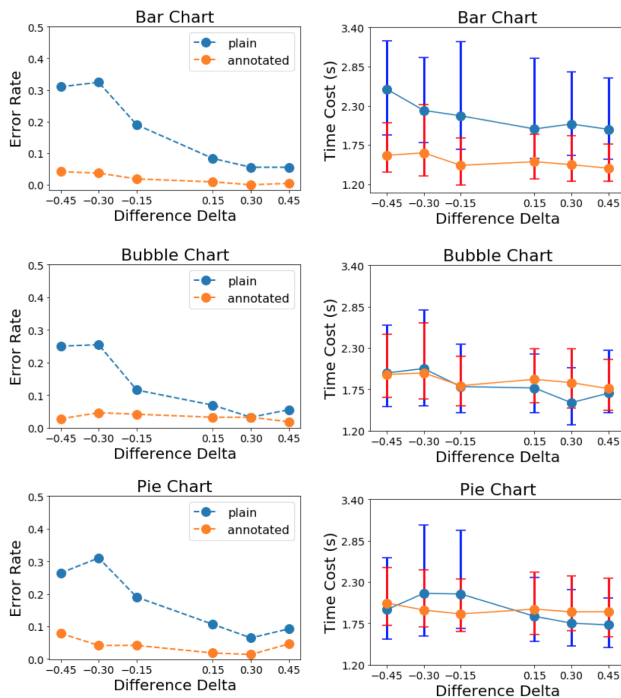 Bar Chart
Error Rate
0.5
0.4
0.3
0.2
0.1
0.0
plain
annotated
−0.45 −0.30 −0.15 0.15 0.30 0.45
Difference Delta
Bar Chart
Time Cost (s)
3.40
2.85
2.30
1.75
1.20
−0.45 −0.30 −0.15 0.15 0.30 0.45
Difference Delta
Bubble Chart
Error Rate
0.5
0.4
0.3
0.2
0.1
0.0
plain
annotated
−0.45 −0.30 −0.15 0.15 0.30 0.45
Difference Delta
Bubble Chart
Time Cost (s)
3.40
2.85
2.30
1.75
1.20
−0.45 −0.30 −0.15 0.15 0.30 0.45
Difference Delta
Pie Chart
Error Rate
0.5
0.4
0.3
0.2
0.1
0.0
plain
annotated
−0.45 −0.30 −0.15 0.15 0.30 0.45
Difference Delta
Pie Chart
Time Cost (s)
3.40
2.85
2.30
1.75
1.20
−0.45 −0.30 −0.15 0.15 0.30 0.45
Difference Delta